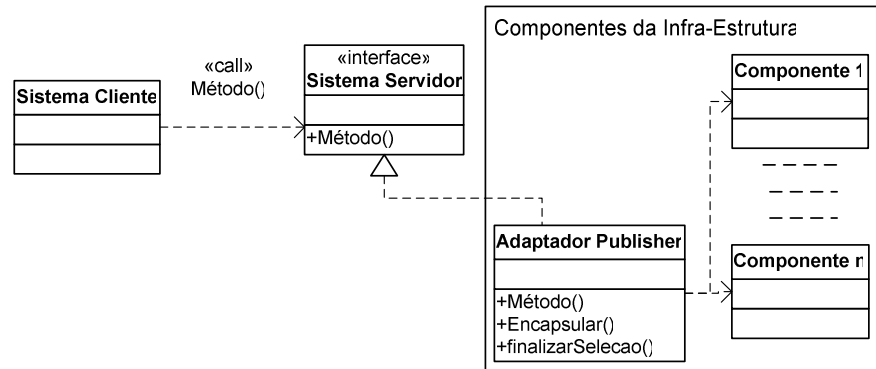 Componentes da Infra-Estrutura
«call»
Método()
Sistema Cliente
«interface»
Sistema Servidor
+Método()
Adaptador Publisher
+Método()
+Encapsular()
+finalizarSelecao()
Componente 1
Componente n